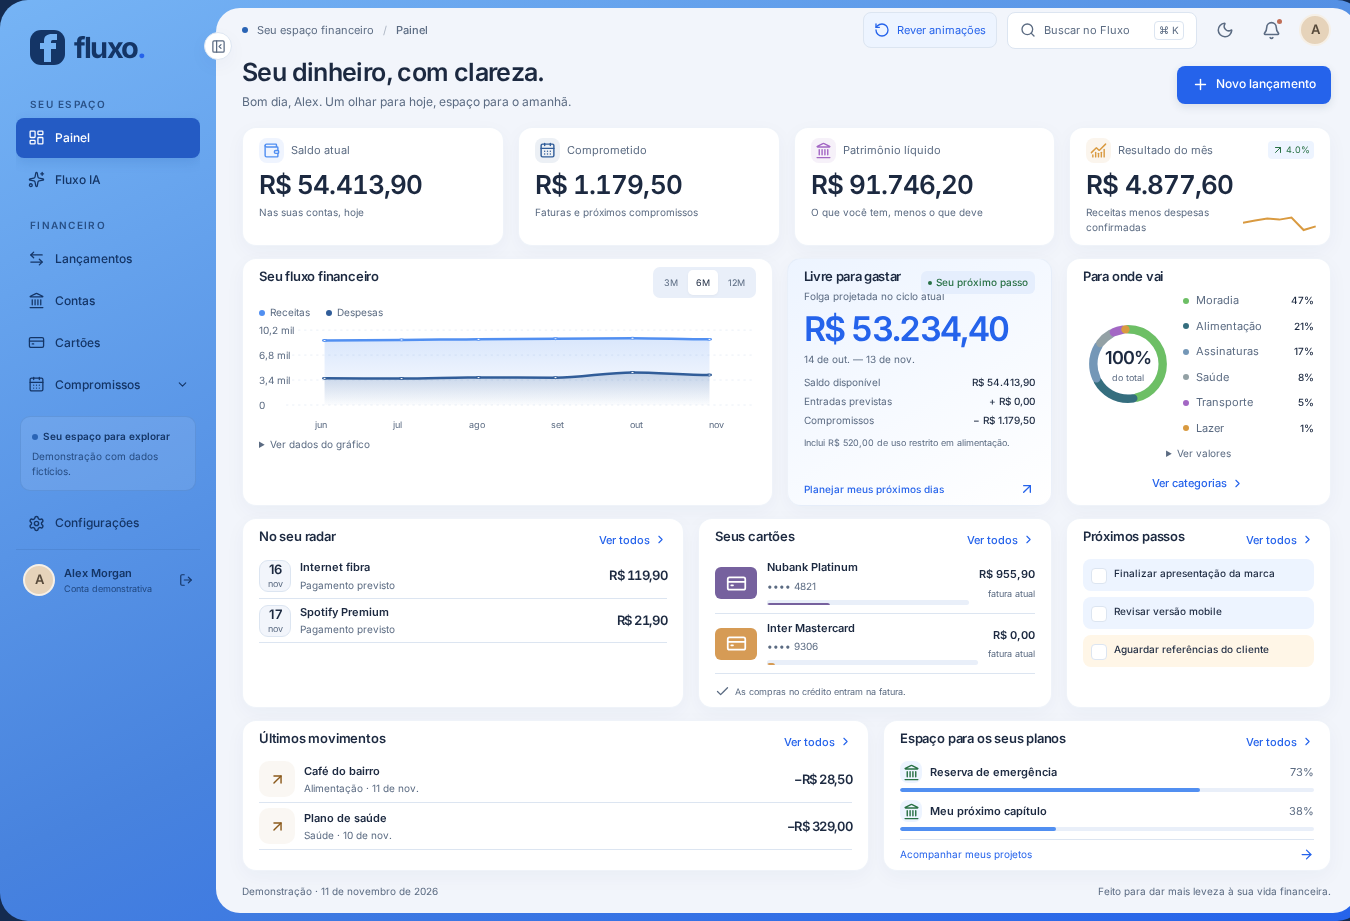 fluxo.
SEU ESPAÇO
Painel
Fluxo IA
FINANCEIRO
Lançamentos
Contas
Cartões
Compromissos
Seu espaço para explorar
Demonstração com dados
fictícios.
Configurações
A
Alex Morgan
Conta demonstrativa
Seu espaço financeiro / Painel
Rever animações
Buscar no Fluxo
⌘ K
A
Seu dinheiro, com clareza.
Bom dia, Alex. Um olhar para hoje, espaço para o amanhã.
Novo lançamento
Saldo atual
R$ 54.413,90
Nas suas contas, hoje
Comprometido
R$ 1.179,50
Faturas e próximos compromissos
Patrimônio líquido
R$ 91.746,20
O que você tem, menos o que deve
Resultado do mês
4.0%
R$ 4.877,60
Receitas menos despesas
confirmadas
Seu fluxo financeiro
3M 6M 12M
Receitas Despesas
10,2 mil
6,8 mil
3,4 mil
0
jun jul ago set out nov
Ver dados do gráfico
Livre para gastar
Seu próximo passo
Folga projetada no ciclo atual
R$ 53.234,40
14 de out. — 13 de nov.
Saldo disponível R$ 54.413,90
Entradas previstas + R$ 0,00
Compromissos − R$ 1.179,50
Inclui R$ 520,00 de uso restrito em alimentação.
Planejar meus próximos dias
Para onde vai
100%
do total
Moradia 47%
Alimentação 21%
Assinaturas 17%
Saúde 8%
Transporte 5%
Lazer 1%
Ver valores
Ver categorias
No seu radar
Ver todos
16
nov
Internet fibra
Pagamento previsto
R$ 119,90
17
nov
Spotify Premium
Pagamento previsto
R$ 21,90
Seus cartões
Ver todos
Nubank Platinum
•••• 4821
R$ 955,90
fatura atual
Inter Mastercard
•••• 9306
R$ 0,00
fatura atual
As compras no crédito entram na fatura.
Próximos passos
Ver todos
Finalizar apresentação da marca
Revisar versão mobile
Aguardar referências do cliente
Últimos movimentos
Ver todos
Café do bairro
Alimentação · 11 de nov.
−R$ 28,50
Plano de saúde
Saúde · 10 de nov.
−R$ 329,00
Espaço para os seus planos
Ver todos
Reserva de emergência 73%
Meu próximo capítulo 38%
Acompanhar meus projetos
Demonstração · 11 de novembro de 2026
Feito para dar mais leveza à sua vida financeira.